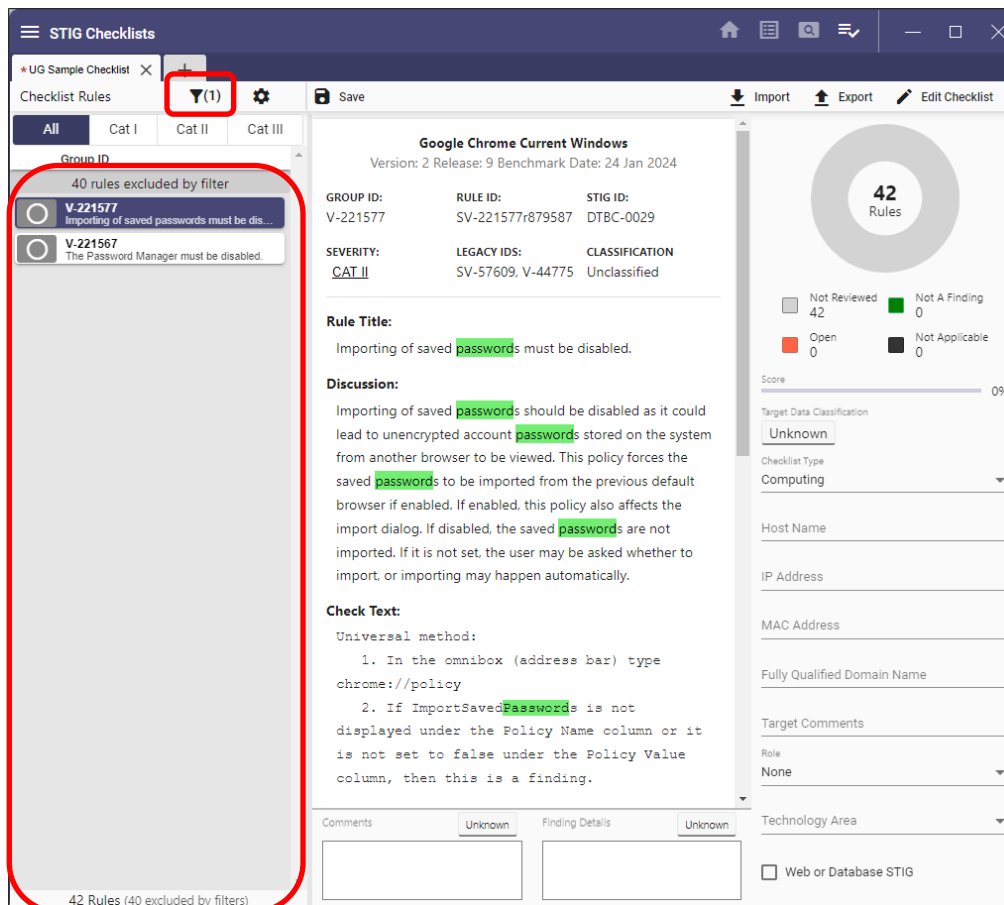 STIG Checklists
*UG Sample Checklist
Checklist Rules
(1)
Save
Import
Export
Edit Checklist
All
Cat I
Cat II
Cat III
Group ID
40 rules excluded by filter
V-221577
Importing of saved passwords must be dis...
V-221567
The Password Manager must be disabled.
42 Rules (40 excluded by filters)
Google Chrome Current Windows
Version: 2 Release: 9 Benchmark Date: 24 Jan 2024
GROUP ID:
RULE ID:
STIG ID:
V-221577
SV-221577r879587
DTBC-0029
SEVERITY:
LEGACY IDS:
CLASSIFICATION
CAT II
SV-57609, V-44775
Unclassified
Rule Title:
Importing of saved passwords must be disabled.
Discussion:
Importing of saved passwords should be disabled as it could
lead to unencrypted account passwords stored on the system
from another browser to be viewed. This policy forces the
saved passwords to be imported from the previous default
browser if enabled. If enabled, this policy also affects the
import dialog. If disabled, the saved passwords are not
imported. If it is not set, the user may be asked whether to
import, or importing may happen automatically.
Check Text:
Universal method:
1. In the omnibox (address bar) type
chrome://policy
2. If ImportSavedPasswords is not
displayed under the Policy Name column or it
is not set to false under the Policy Value
column, then this is a finding.
Comments
Unknown
Finding Details
Unknown
42
Rules
Not Reviewed
42
Not A Finding
0
Open
0
Not Applicable
0
Score
0%
Target Data Classification
Unknown
Checklist Type
Computing
Host Name
IP Address
MAC Address
Fully Qualified Domain Name
Target Comments
Role
None
Technology Area
Web or Database STIG